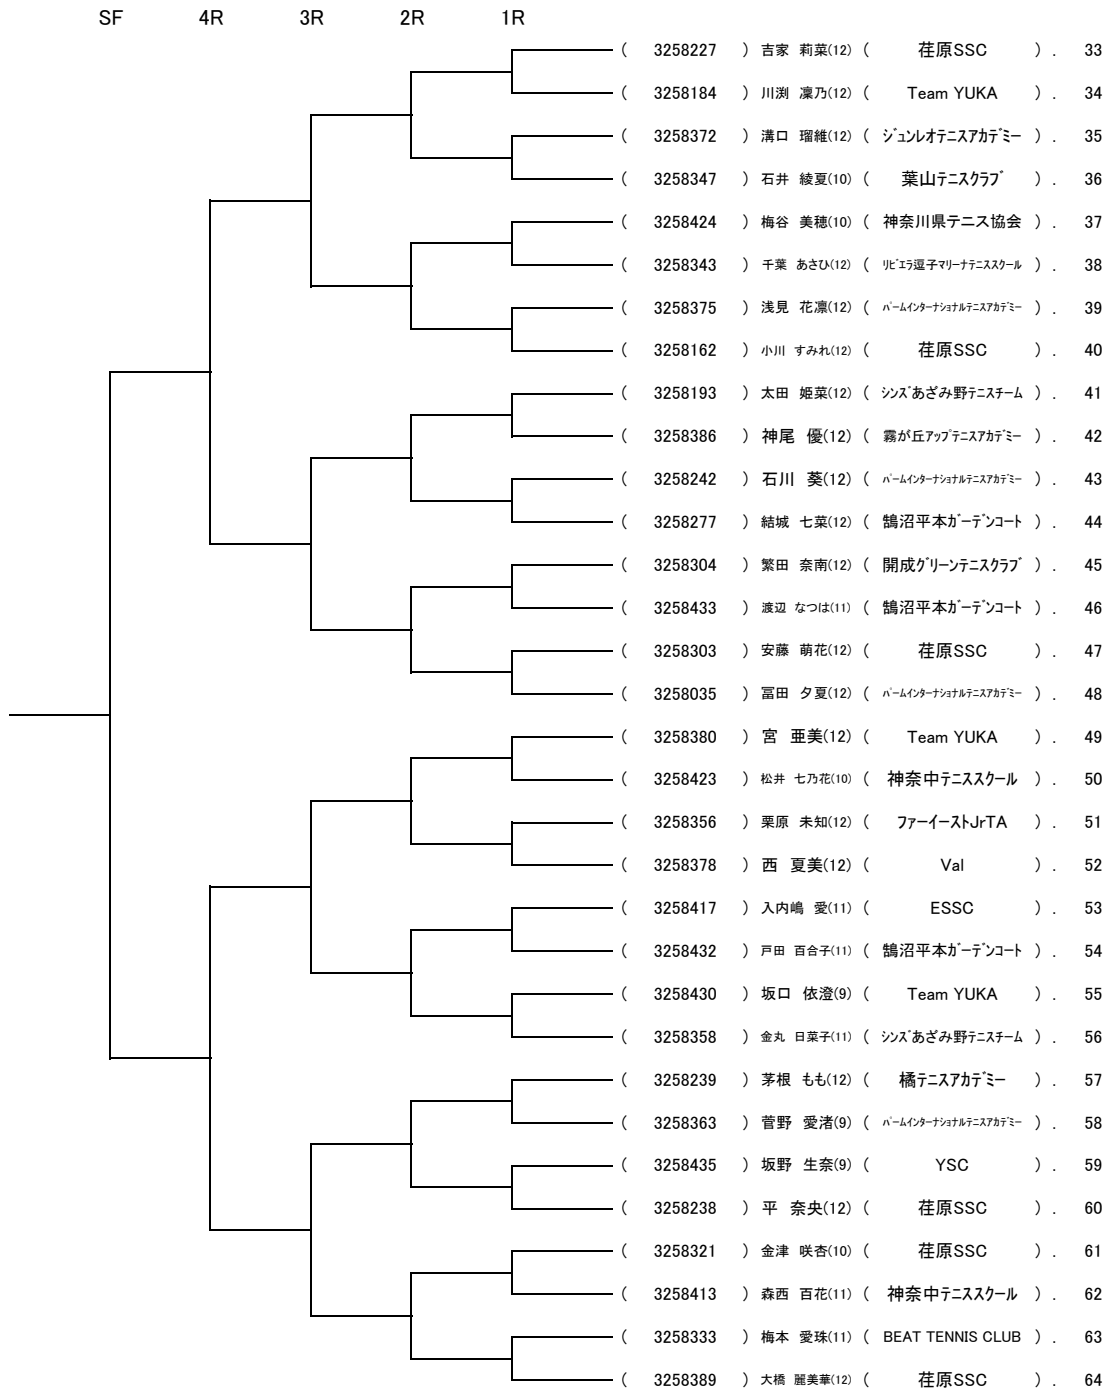 SF 4R 3R 2R 1R
( 3258227 ) 吉家 莉菜(12) ( 荏原SSC ) . 33
( 3258184 ) 川渕 凜乃(12) ( Team YUKA ) . 34
( 3258372 ) 溝口 瑠維(12) ( ｼﾞｭﾝﾚｵﾃﾆｽｱｶﾃﾞﾐｰ ) . 35
( 3258347 ) 石井 綾夏(10) ( 葉山ﾃﾆｽｸﾗﾌﾞ ) . 36
( 3258424 ) 梅谷 美穂(10) ( 神奈川県テニス協会 ) . 37
( 3258343 ) 千葉 あさひ(12) ( ﾘﾋﾞｴﾗ逗子ﾏﾘｰﾅﾃﾆｽｽｸｰﾙ ) . 38
( 3258375 ) 浅見 花凛(12) ( ﾊﾟｰﾑｲﾝﾀｰﾅｼｮﾅﾙﾃﾆｽｱｶﾃﾞﾐｰ ) . 39
( 3258162 ) 小川 すみれ(12) ( 荏原SSC ) . 40
( 3258193 ) 太田 姫菜(12) ( ｼﾝｽﾞあざみ野ﾃﾆｽﾁｰﾑ ) . 41
( 3258386 ) 神尾 優(12) ( 霧が丘ｱｯﾌﾟﾃﾆｽｱｶﾃﾞﾐｰ ) . 42
( 3258242 ) 石川 葵(12) ( ﾊﾟｰﾑｲﾝﾀｰﾅｼｮﾅﾙﾃﾆｽｱｶﾃﾞﾐｰ ) . 43
( 3258277 ) 結城 七菜(12) ( 鵠沼平本ｶﾞｰﾃﾞﾝｺｰﾄ ) . 44
( 3258304 ) 繁田 奈南(12) ( 開成ｸﾞﾘｰﾝﾃﾆｽｸﾗﾌﾞ ) . 45
( 3258433 ) 渡辺 なつは(11) ( 鵠沼平本ｶﾞｰﾃﾞﾝｺｰﾄ ) . 46
( 3258303 ) 安藤 萌花(12) ( 荏原SSC ) . 47
( 3258035 ) 冨田 夕夏(12) ( ﾊﾟｰﾑｲﾝﾀｰﾅｼｮﾅﾙﾃﾆｽｱｶﾃﾞﾐｰ ) . 48
( 3258380 ) 宮 亜美(12) ( Team YUKA ) . 49
( 3258423 ) 松井 七乃花(10) ( 神奈中ﾃﾆｽｽｸｰﾙ ) . 50
( 3258356 ) 栗原 未知(12) ( ﾌｧｰｲｰｽﾄJrTA ) . 51
( 3258378 ) 西 夏美(12) ( Val ) . 52
( 3258417 ) 入内嶋 愛(11) ( ESSC ) . 53
( 3258432 ) 戸田 百合子(11) ( 鵠沼平本ｶﾞｰﾃﾞﾝｺｰﾄ ) . 54
( 3258430 ) 坂口 依澄(9) ( Team YUKA ) . 55
( 3258358 ) 金丸 日菜子(11) ( ｼﾝｽﾞあざみ野ﾃﾆｽﾁｰﾑ ) . 56
( 3258239 ) 茅根 もも(12) ( 橘ﾃﾆｽｱｶﾃﾞﾐｰ ) . 57
( 3258363 ) 菅野 愛渚(9) ( ﾊﾟｰﾑｲﾝﾀｰﾅｼｮﾅﾙﾃﾆｽｱｶﾃﾞﾐｰ ) . 58
( 3258435 ) 坂野 生奈(9) ( YSC ) . 59
( 3258238 ) 平 奈央(12) ( 荏原SSC ) . 60
( 3258321 ) 金津 咲杏(10) ( 荏原SSC ) . 61
( 3258413 ) 森西 百花(11) ( 神奈中ﾃﾆｽｽｸｰﾙ ) . 62
( 3258333 ) 梅本 愛珠(11) ( BEAT TENNIS CLUB ) . 63
( 3258389 ) 大橋 麗美華(12) ( 荏原SSC ) . 64